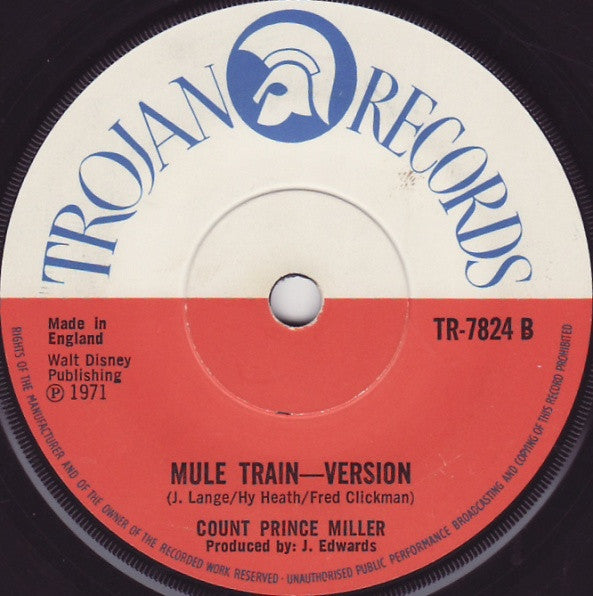 TROJAN RECORDS
Made in
England
Walt Disney
Publishing
℗ 1971
TR-7824 B
MULE TRAIN—VERSION
(J. Lange/Hy Heath/Fred Clickman)
COUNT PRINCE MILLER
Produced by: J. Edwards
RIGHTS OF THE MANUFACTURER AND OF THE OWNER OF THE RECORDED WORK RESERVED · UNAUTHORISED PUBLIC PERFORMANCE BROADCASTING AND COPYING OF THIS RECORD PROHIBITED